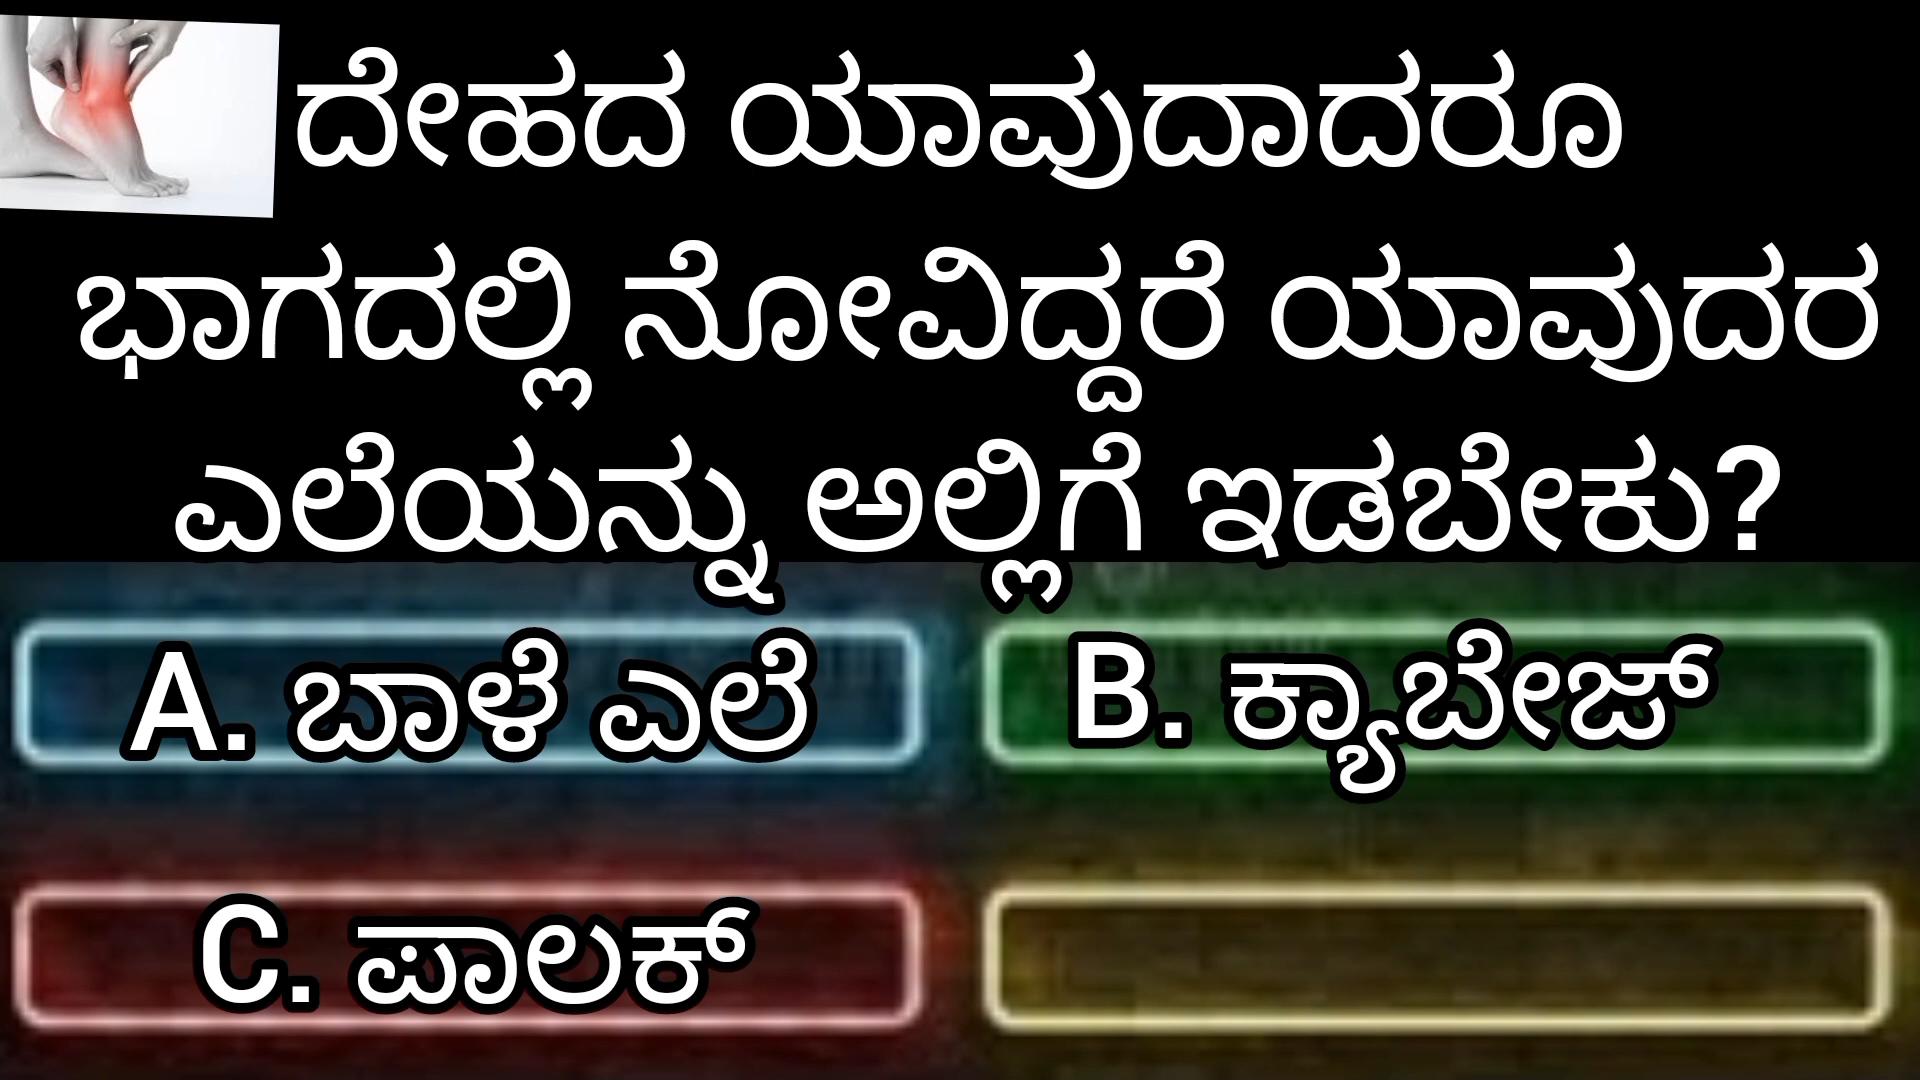 ದೇಹದ ಯಾವುದಾದರೂ
ಭಾಗದಲ್ಲಿ ನೋವಿದ್ದರೆ ಯಾವುದರ
ಎಲೆಯನ್ನು ಅಲ್ಲಿಗೆ ಇಡಬೇಕು?
A. ಬಾಳೆ ಎಲೆ
B. ಕ್ಯಾಬೇಜ್
C. ಪಾಲಕ್